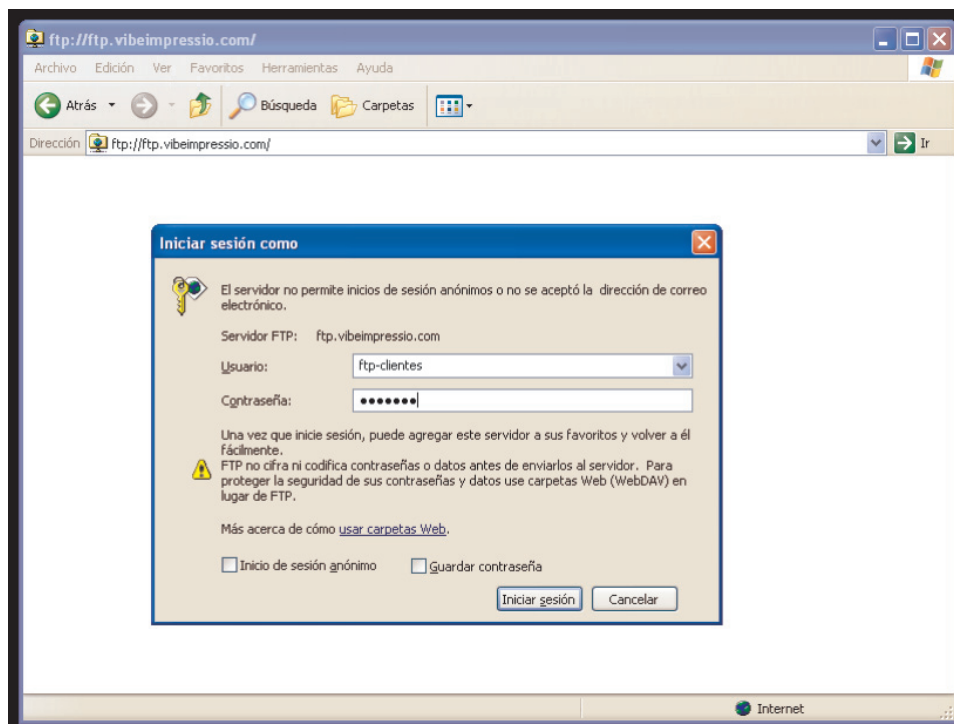 ftp://ftp.vibeimpressio.com/
Archivo Edición Ver Favoritos Herramientas Ayuda
Atrás Búsqueda Carpetas
Dirección ftp://ftp.vibeimpressio.com/ Ir
Iniciar sesión como
El servidor no permite inicios de sesión anónimos o no se aceptó la dirección de correo
electrónico.
Servidor FTP: ftp.vibeimpressio.com
Usuario: ftp-clientes
Contraseña: •••••••
Una vez que inicie sesión, puede agregar este servidor a sus favoritos y volver a él
fácilmente.
FTP no cifra ni codifica contraseñas o datos antes de enviarlos al servidor. Para
proteger la seguridad de sus contraseñas y datos use carpetas Web (WebDAV) en
lugar de FTP.
Más acerca de cómo usar carpetas Web.
Inicio de sesión anónimo Guardar contraseña
Iniciar sesión Cancelar
Internet